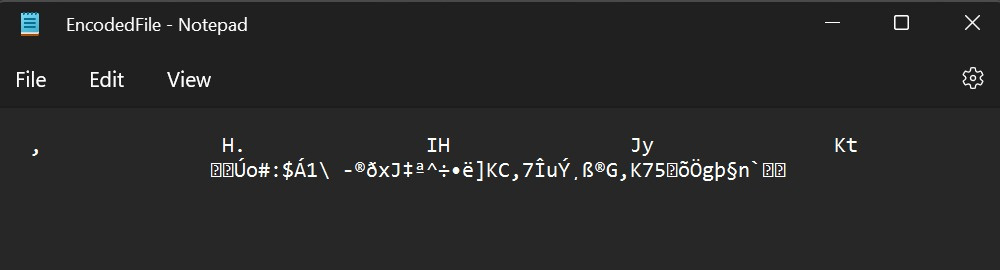 EncodedFile - Notepad
File Edit View
, H. IH Jy Kt
Úo#:$Á1\ -®ðxJ‡ª^÷•ë]KC,7ÎuÝ¸ß®G,K75õÖgþ§n`